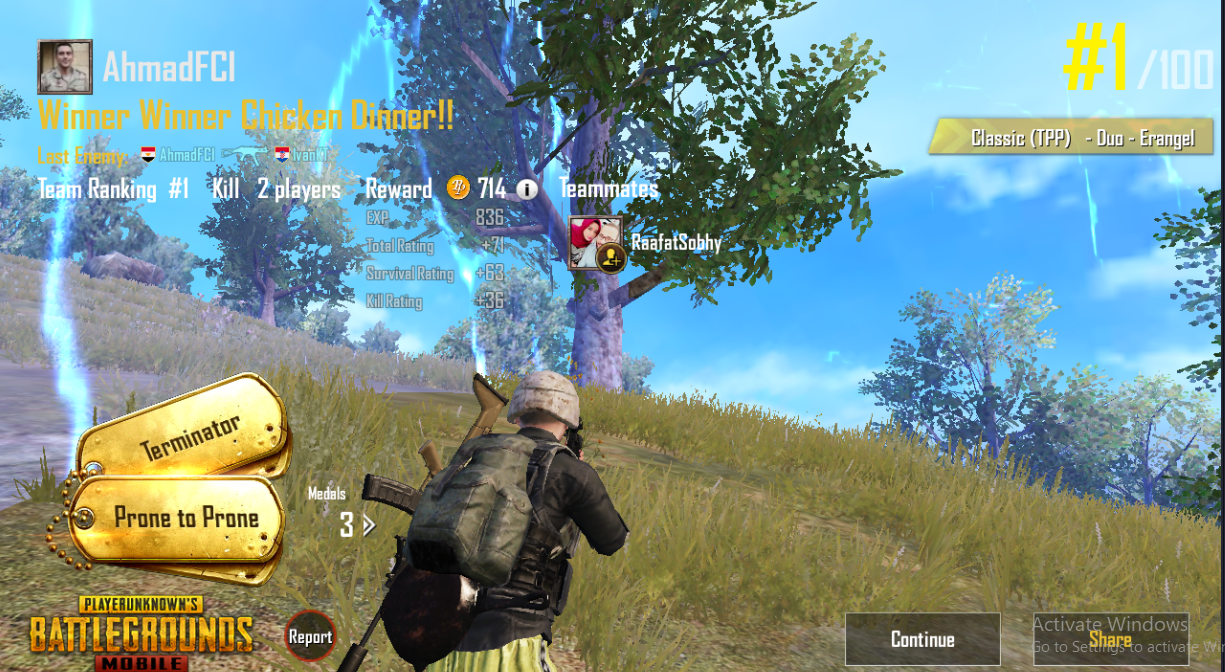 AhmadFCI
#1/100
Winner Winner Chicken Dinner!!
Classic (TPP) - Duo - Erangel
Last Enemy: AhmadFCI
Team Ranking #1 Kill 2 players Reward 714 i Teammates
EXP 836
Total Rating +71
Survival Rating +63
Kill Rating +36
RaafatSobhy
Terminator
Prone to Prone
Medals
3
PLAYERUNKNOWN'S
BATTLEGROUNDS
MOBILE
Report
Continue
Share
Activate Windows
Go to Settings to activate Wi